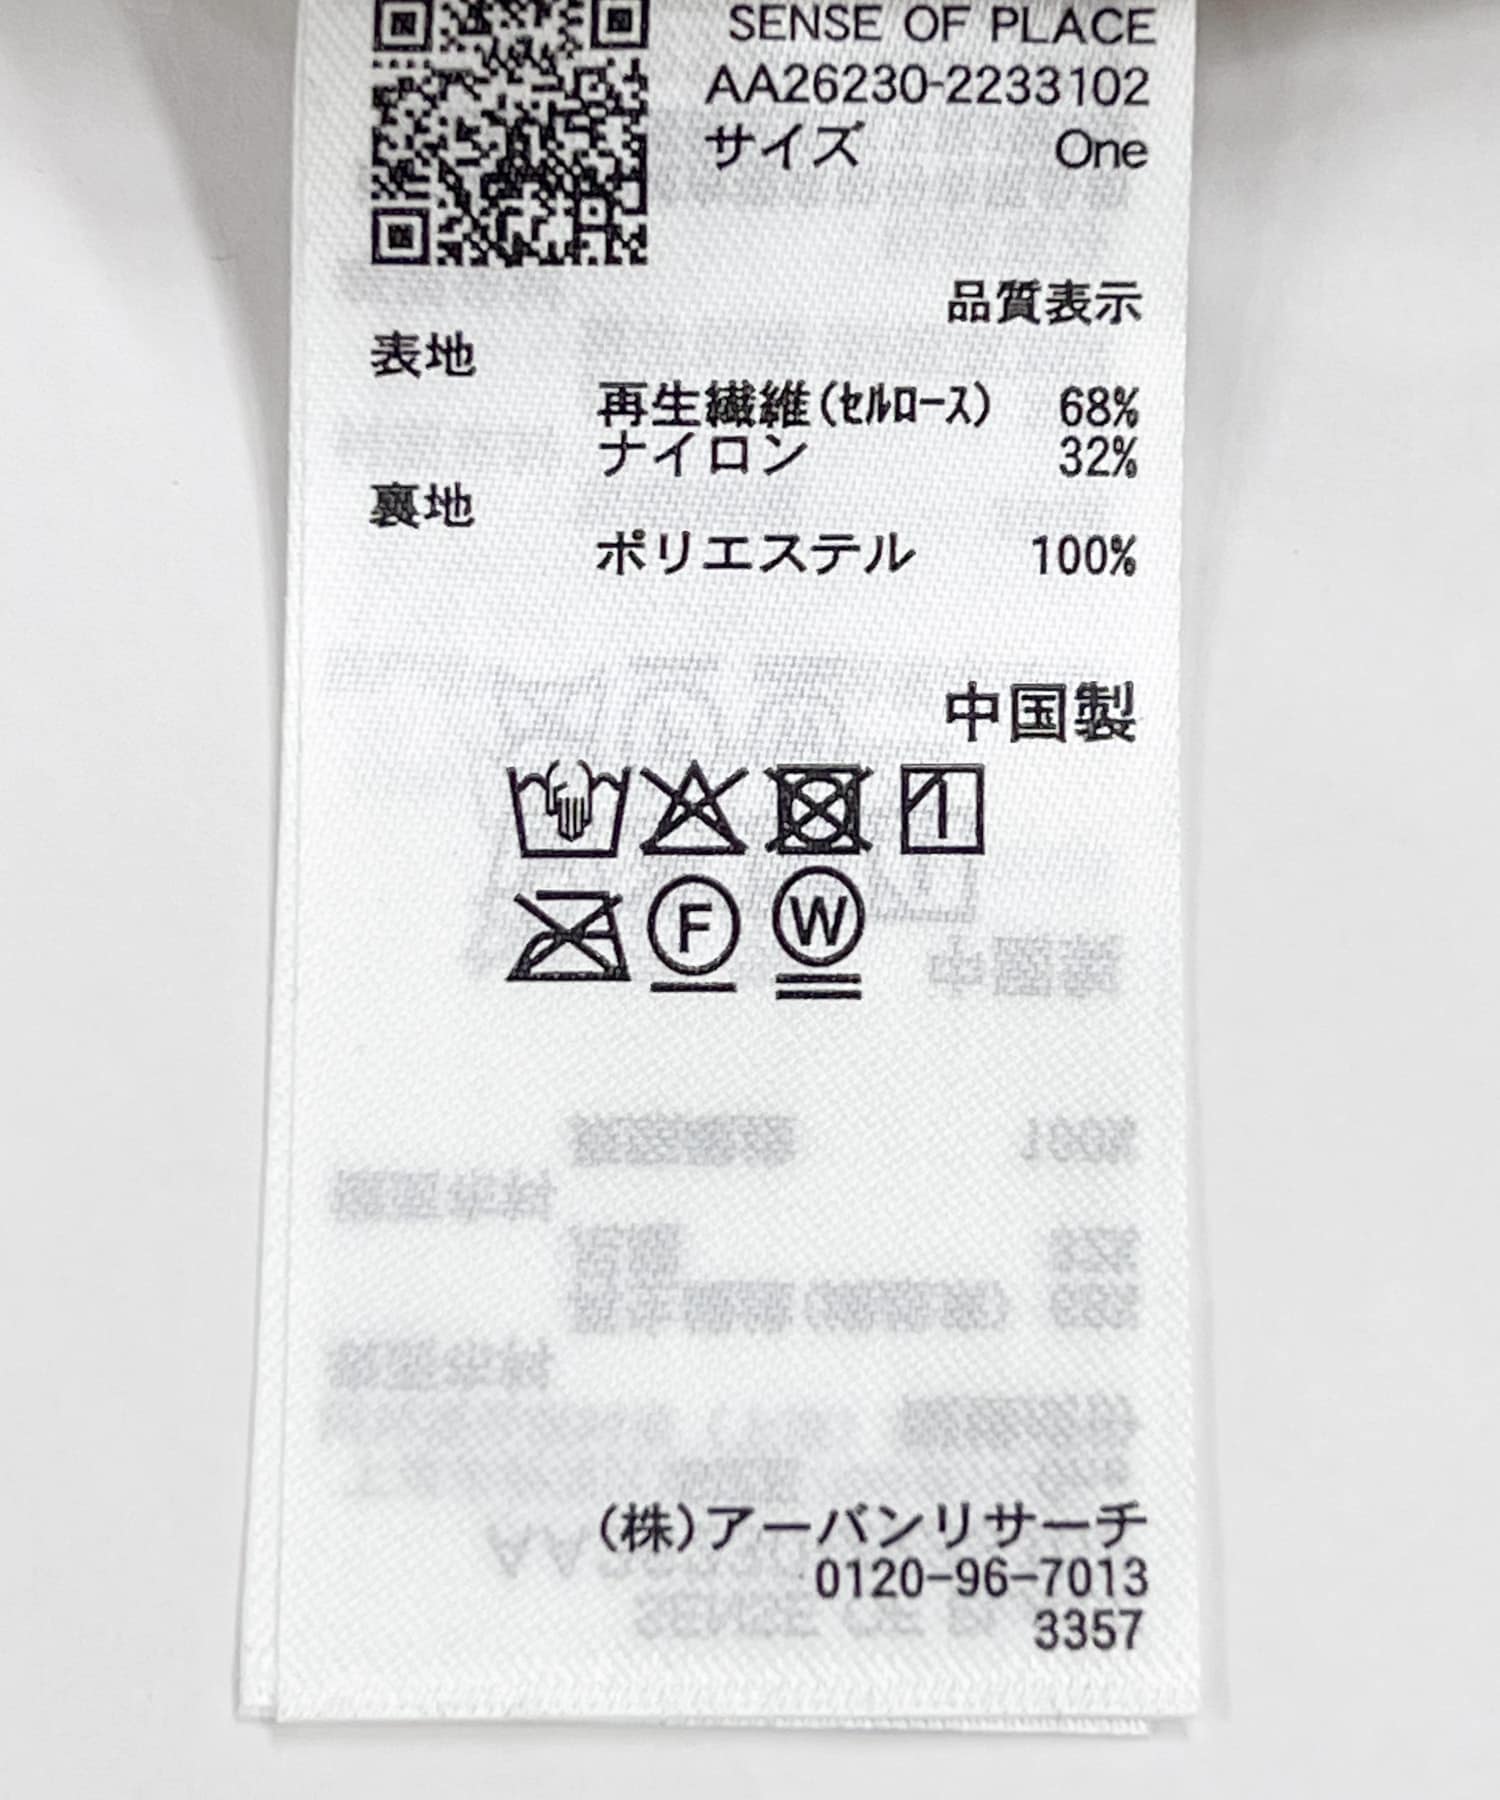 SENSE OF PLACE
AA26230-2233102
サイズ One
品質表示
表地
再生繊維(ｾﾙﾛｰｽ) 68%
ナイロン 32%
裏地
ポリエステル 100%
中国製
F W
(株)アーバンリサーチ
0120-96-7013
3357